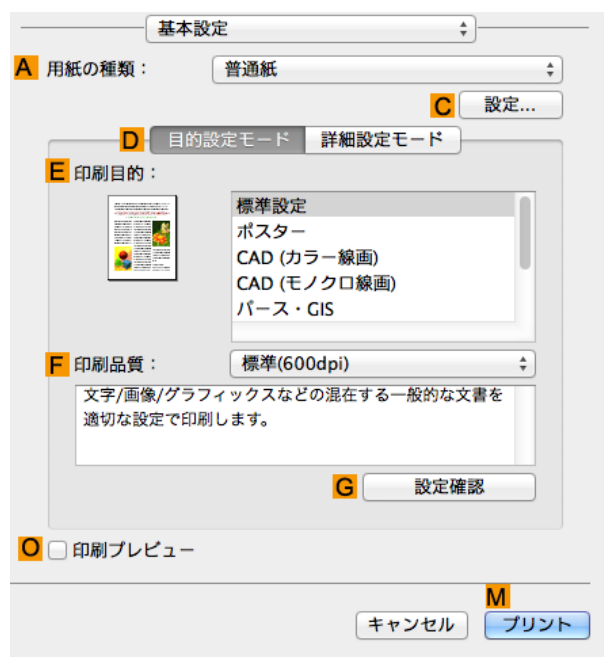 基本設定
A 用紙の種類： 普通紙
C 設定...
D 目的設定モード 詳細設定モード
E 印刷目的：
標準設定
ポスター
CAD (カラー線画)
CAD (モノクロ線画)
パース・GIS
F 印刷品質： 標準(600dpi)
文字/画像/グラフィックスなどの混在する一般的な文書を
適切な設定で印刷します。
G 設定確認
O 印刷プレビュー
M
キャンセル プリント